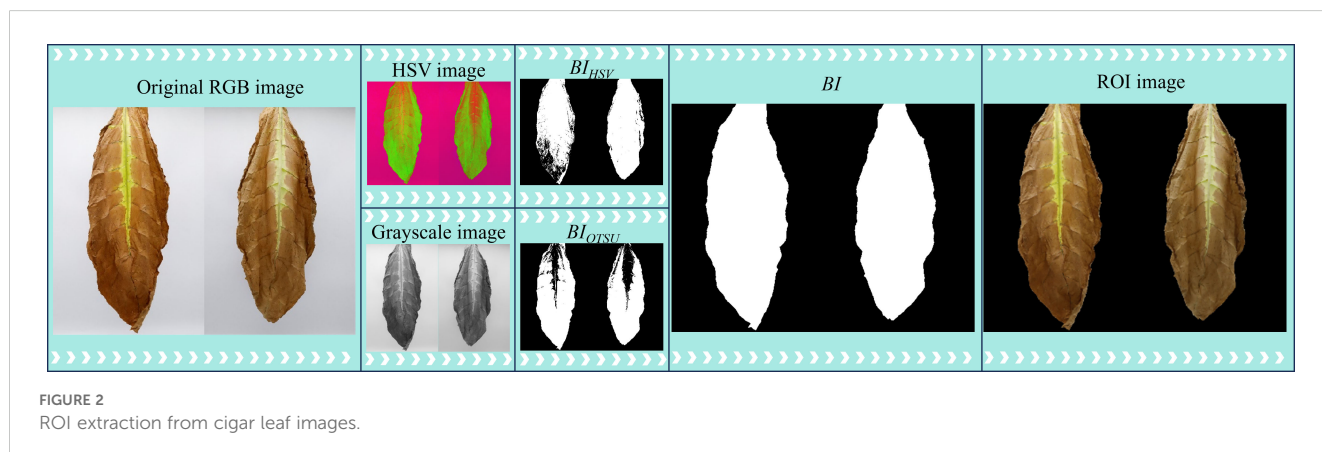 Original RGB image
HSV image
BI_HSV
Grayscale image
BI_OTSU
BI
ROI image
FIGURE 2
ROI extraction from cigar leaf images.